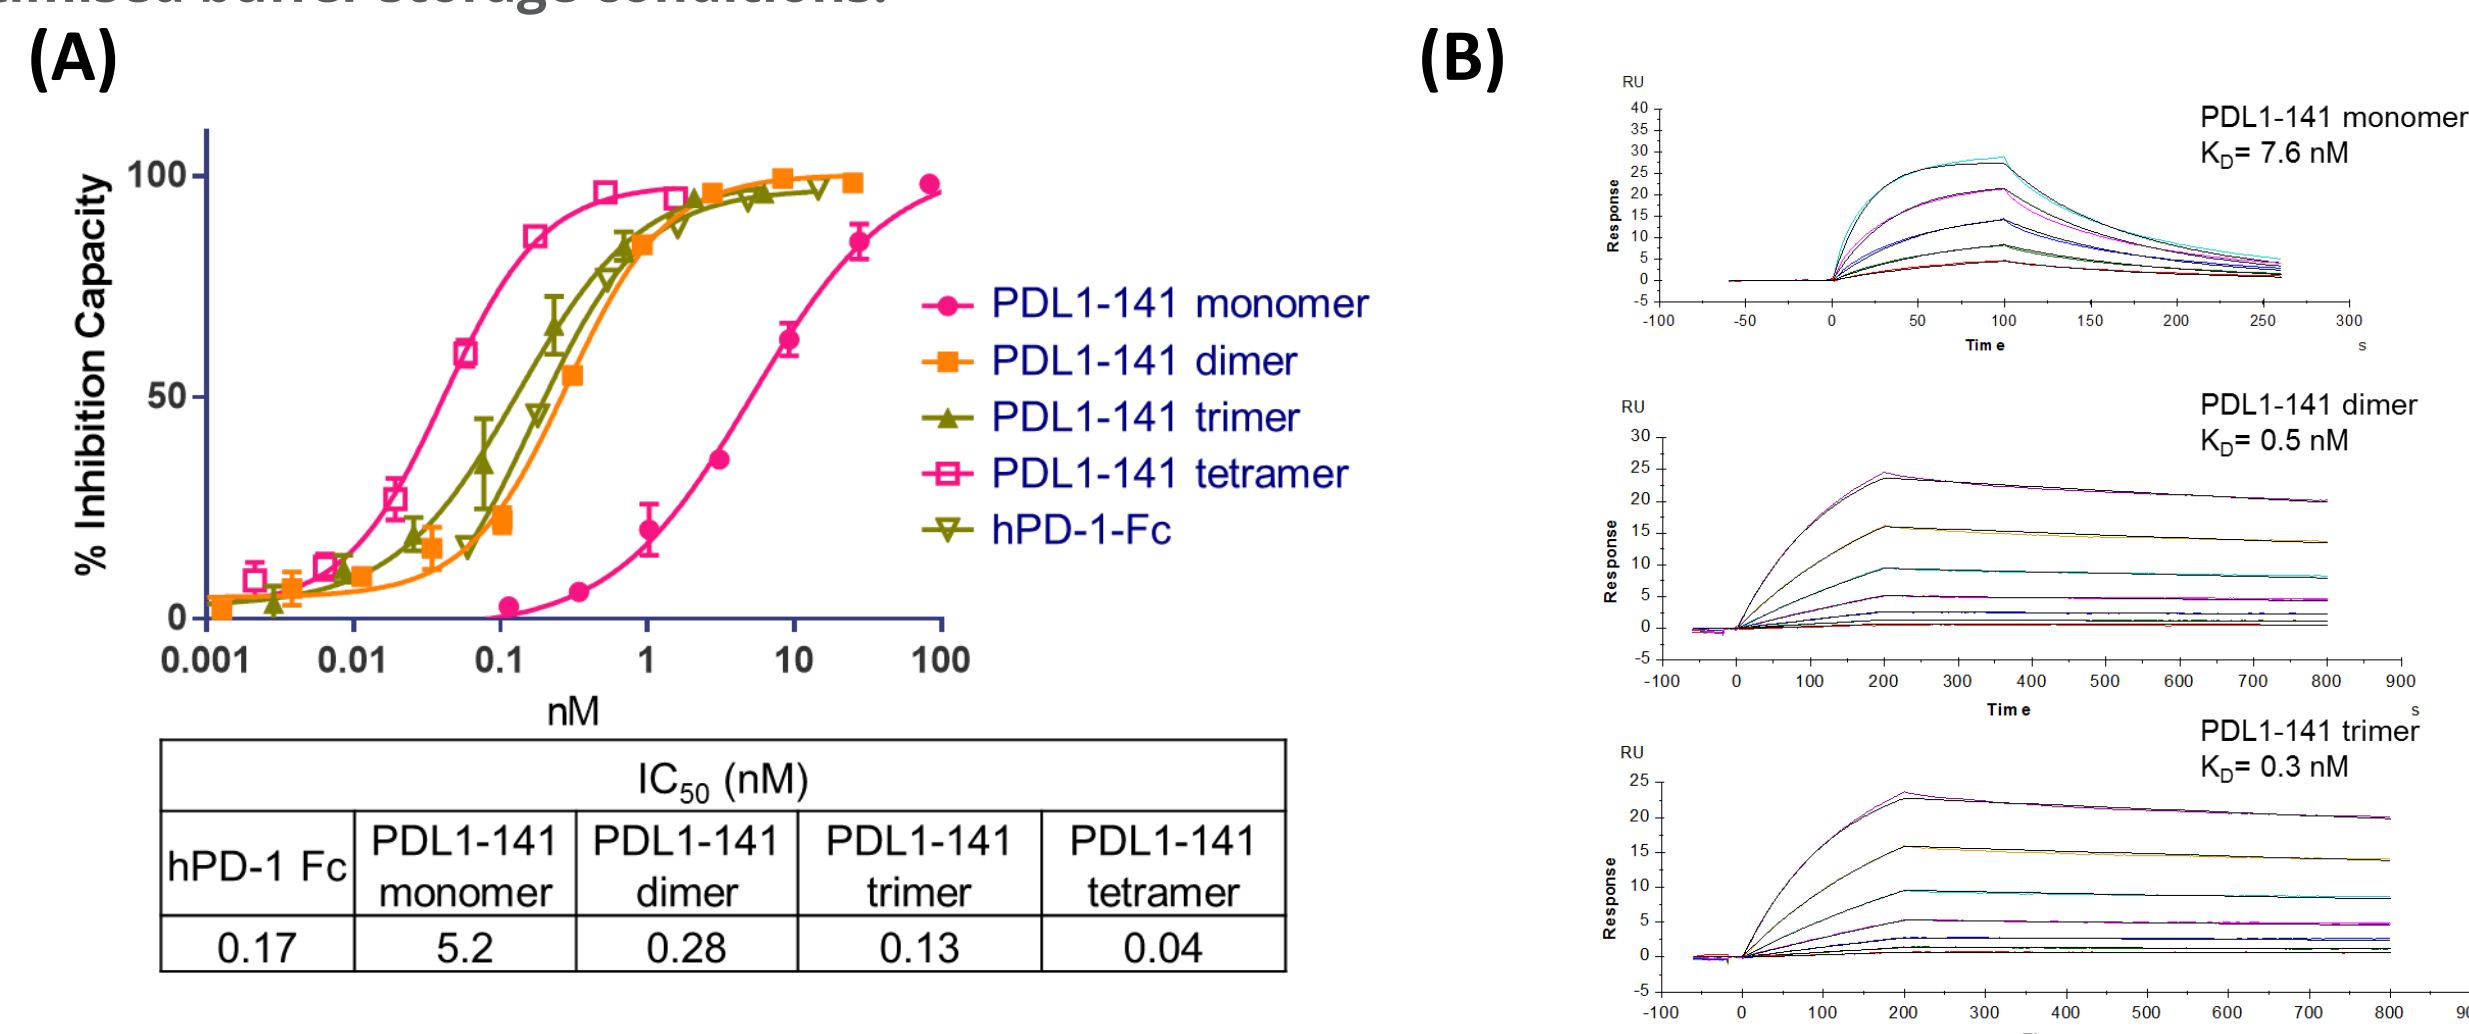 buffer storage conditions.
(A)
% Inhibition Capacity
100
50
0
0.001 0.01 0.1 1 10 100
nM
PDL1-141 monomer
PDL1-141 dimer
PDL1-141 trimer
PDL1-141 tetramer
hPD-1-Fc
IC50 (nM)
hPD-1 Fc
PDL1-141 monomer
PDL1-141 dimer
PDL1-141 trimer
PDL1-141 tetramer
0.17 5.2 0.28 0.13 0.04
(B)
RU
PDL1-141 monomer
KD= 7.6 nM
Response
40
35
30
25
20
15
10
5
0
-5
-100 -50 0 50 100 150 200 250 300
Time
s
RU
PDL1-141 dimer
KD= 0.5 nM
Response
30
25
20
15
10
5
0
-5
-100 0 100 200 300 400 500 600 700 800 900
Time
s
RU
PDL1-141 trimer
KD= 0.3 nM
Response
25
20
15
10
5
0
-5
-100 0 100 200 300 400 500 600 700 800